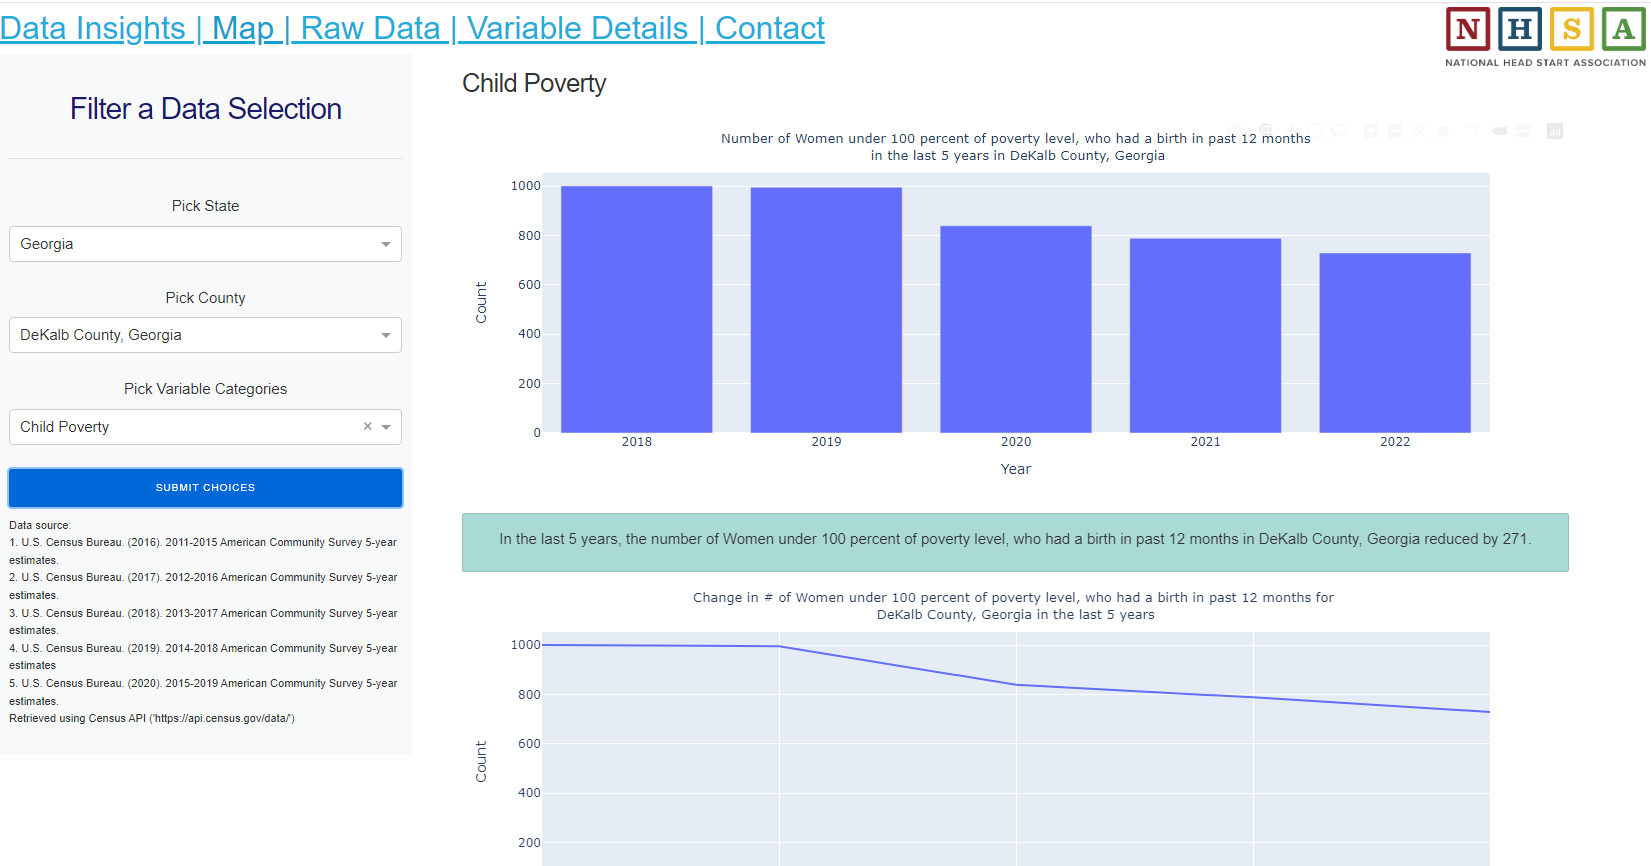 Data Insights | Map | Raw Data | Variable Details | Contact
N H S A
NATIONAL HEAD START ASSOCIATION
Filter a Data Selection
Pick State
Georgia
Pick County
DeKalb County, Georgia
Pick Variable Categories
Child Poverty
×
SUBMIT CHOICES
Data source:
1. U.S. Census Bureau. (2016). 2011-2015 American Community Survey 5-year
estimates.
2. U.S. Census Bureau. (2017). 2012-2016 American Community Survey 5-year
estimates.
3. U.S. Census Bureau. (2018). 2013-2017 American Community Survey 5-year
estimates.
4. U.S. Census Bureau. (2019). 2014-2018 American Community Survey 5-year
estimates
5. U.S. Census Bureau. (2020). 2015-2019 American Community Survey 5-year
estimates.
Retrieved using Census API ('https://api.census.gov/data/')
Child Poverty
Number of Women under 100 percent of poverty level, who had a birth in past 12 months
in the last 5 years in DeKalb County, Georgia
1000
800
600
400
200
0
Count
2018 2019 2020 2021 2022
Year
In the last 5 years, the number of Women under 100 percent of poverty level, who had a birth in past 12 months in DeKalb County, Georgia reduced by 271.
Change in # of Women under 100 percent of poverty level, who had a birth in past 12 months for
DeKalb County, Georgia in the last 5 years
1000
800
600
400
200
Count